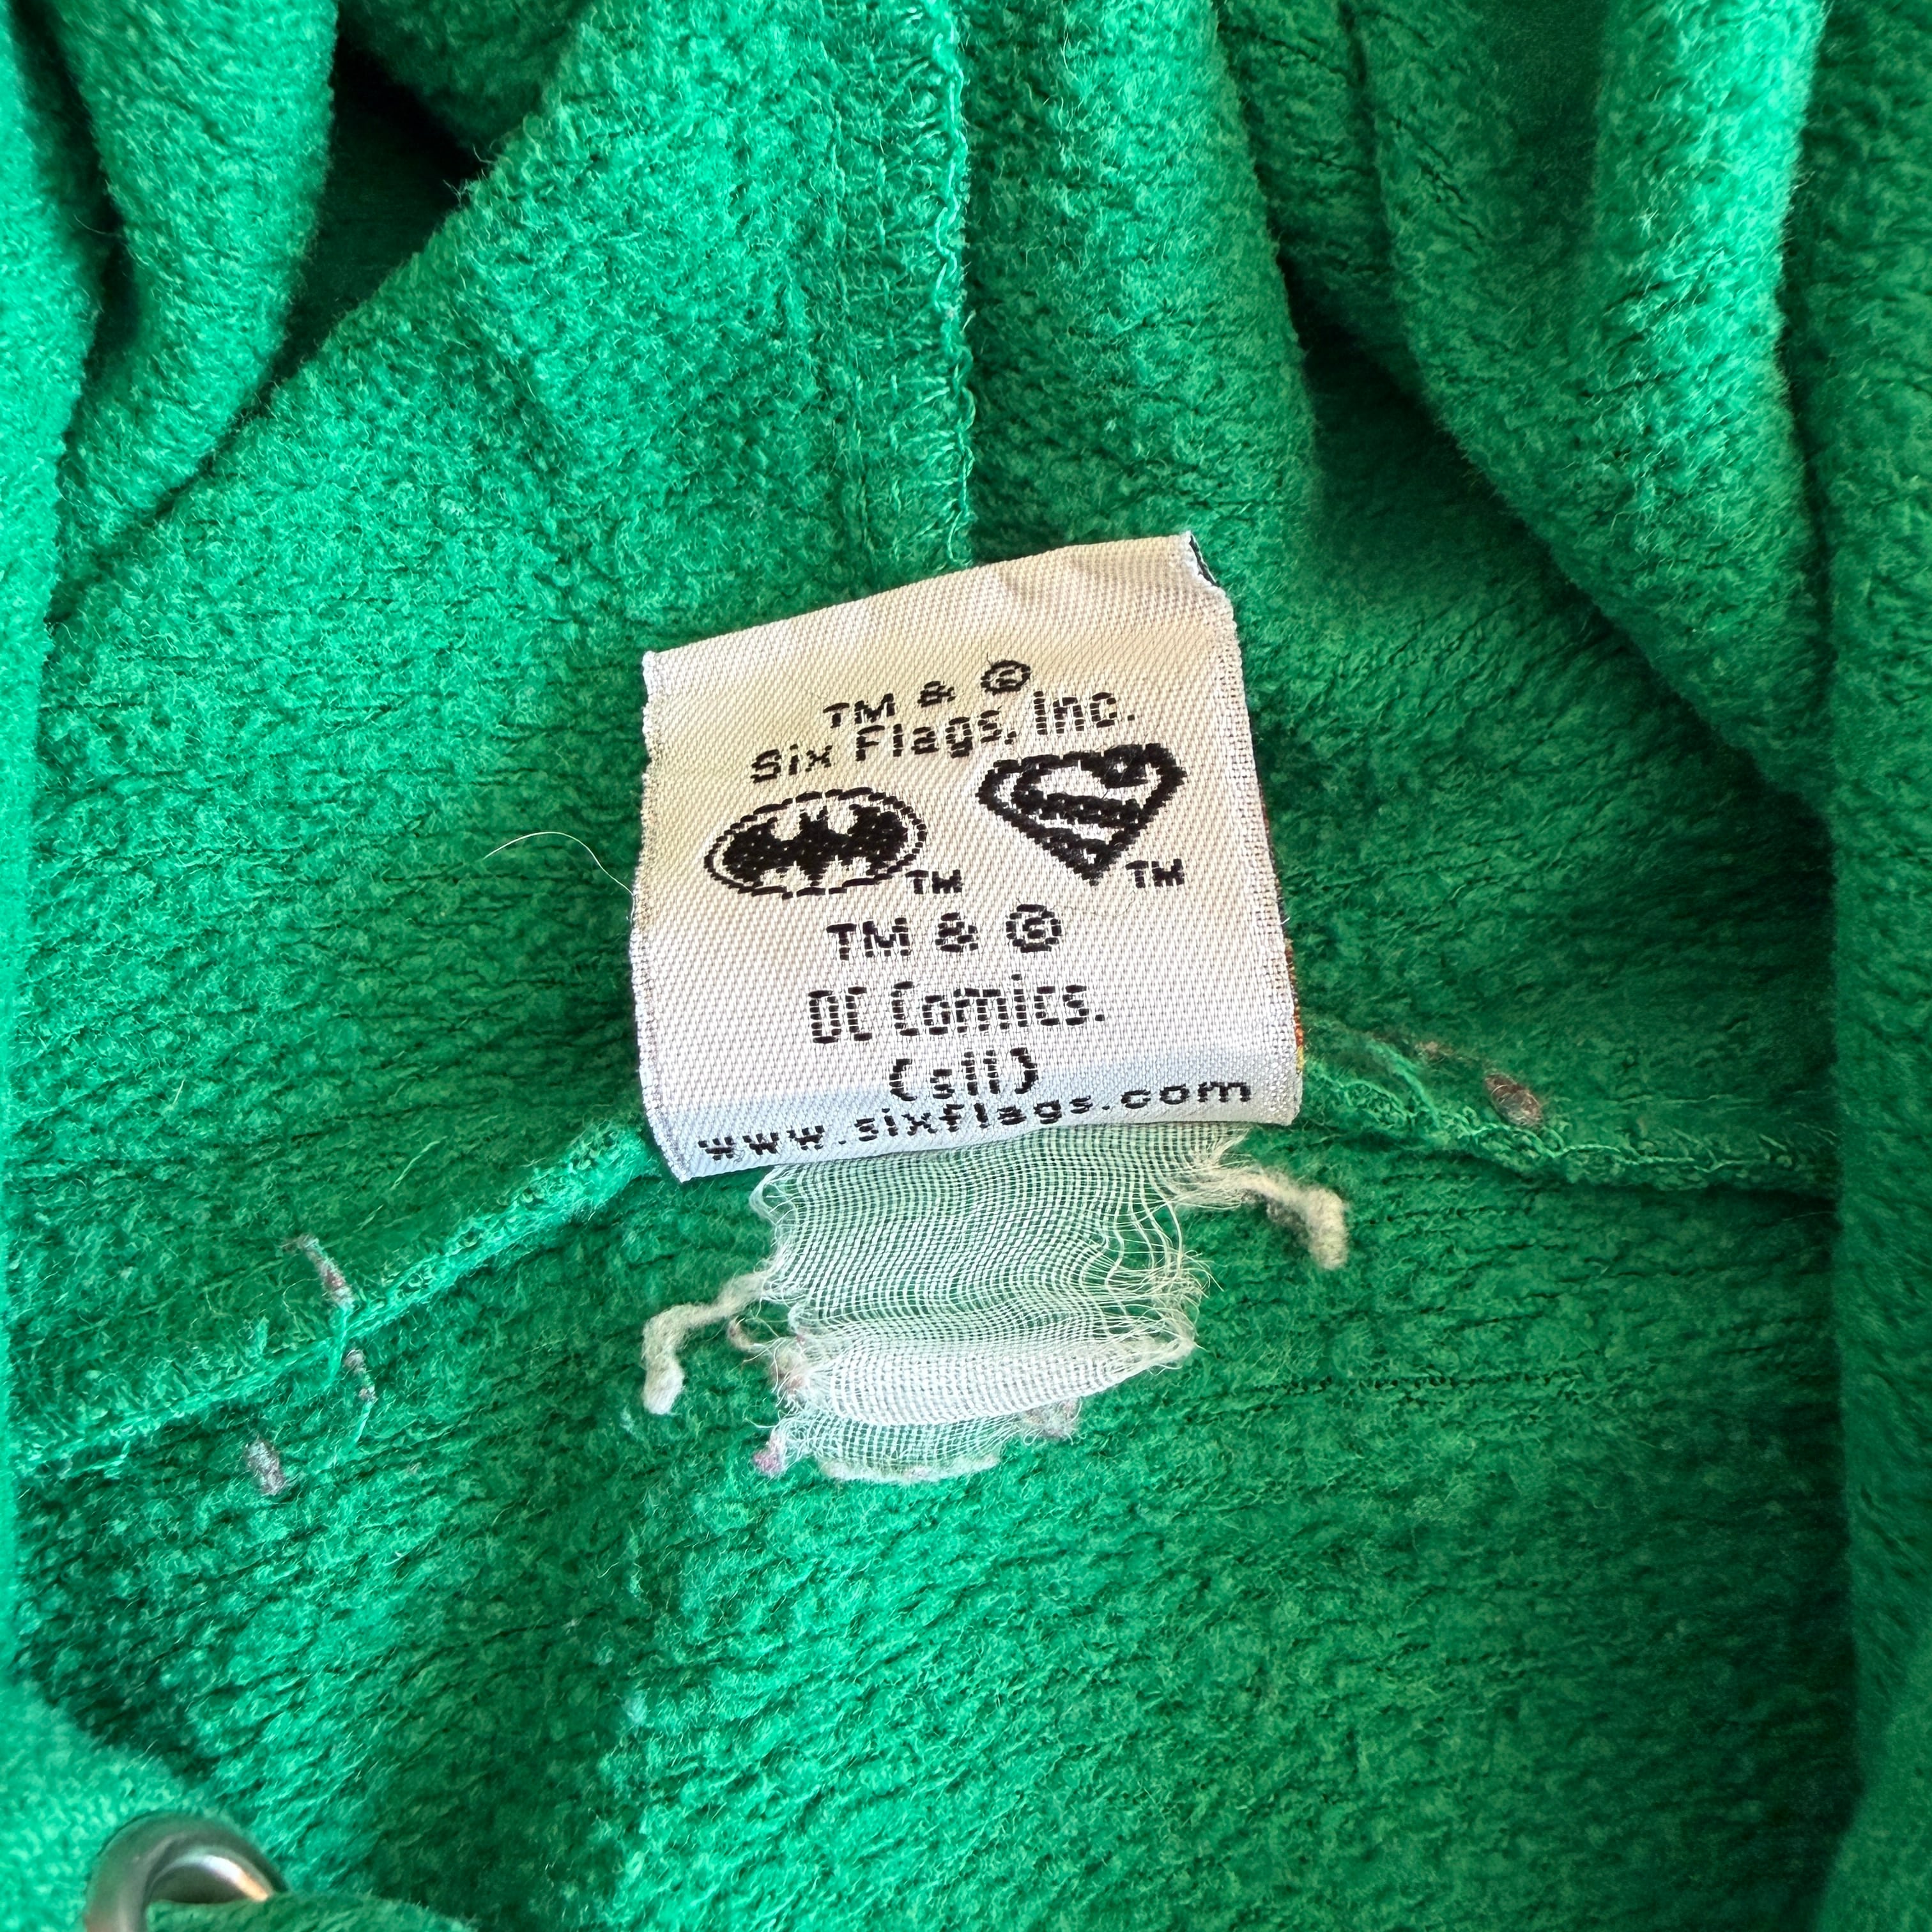 TM & ©
Six Flags, Inc.
TM TM
TM & ©
DC Comics.
(s11)
www.sixflags.com